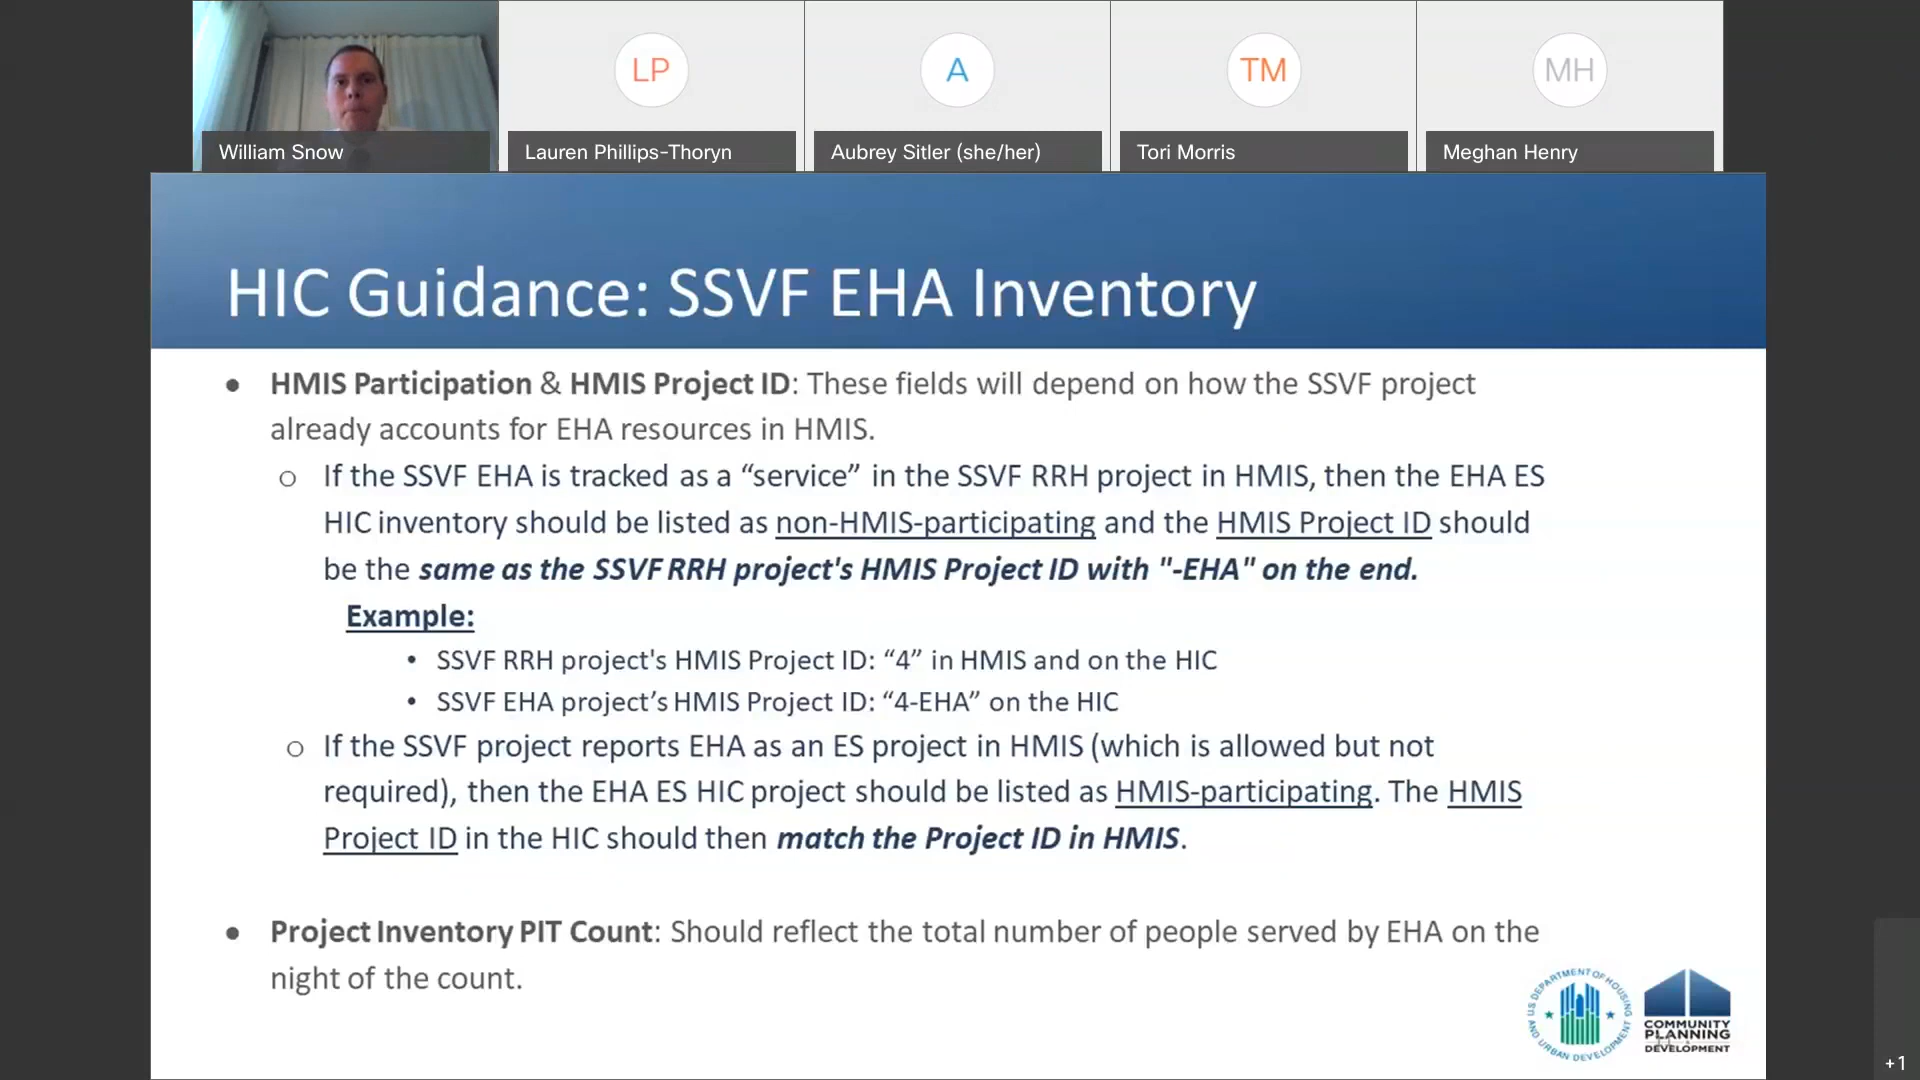 LP
A
TM
MH
William Snow
Lauren Phillips-Thoryn
Aubrey Sitler (she/her)
Tori Morris
Meghan Henry
HIC Guidance: SSVF EHA Inventory
• HMIS Participation & HMIS Project ID: These fields will depend on how the SSVF project
already accounts for EHA resources in HMIS.
o If the SSVF EHA is tracked as a “service” in the SSVF RRH project in HMIS, then the EHA ES
HIC inventory should be listed as non-HMIS-participating and the HMIS Project ID should
be the same as the SSVF RRH project's HMIS Project ID with "-EHA" on the end.
Example:
• SSVF RRH project's HMIS Project ID: “4” in HMIS and on the HIC
• SSVF EHA project’s HMIS Project ID: “4-EHA” on the HIC
o If the SSVF project reports EHA as an ES project in HMIS (which is allowed but not
required), then the EHA ES HIC project should be listed as HMIS-participating. The HMIS
Project ID in the HIC should then match the Project ID in HMIS.
• Project Inventory PIT Count: Should reflect the total number of people served by EHA on the
night of the count.
U.S. DEPARTMENT OF HOUSING
AND URBAN DEVELOPMENT
COMMUNITY
PLANNING
DEVELOPMENT
+1